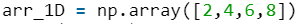 arr_1D = np.array([2,4,6,8])